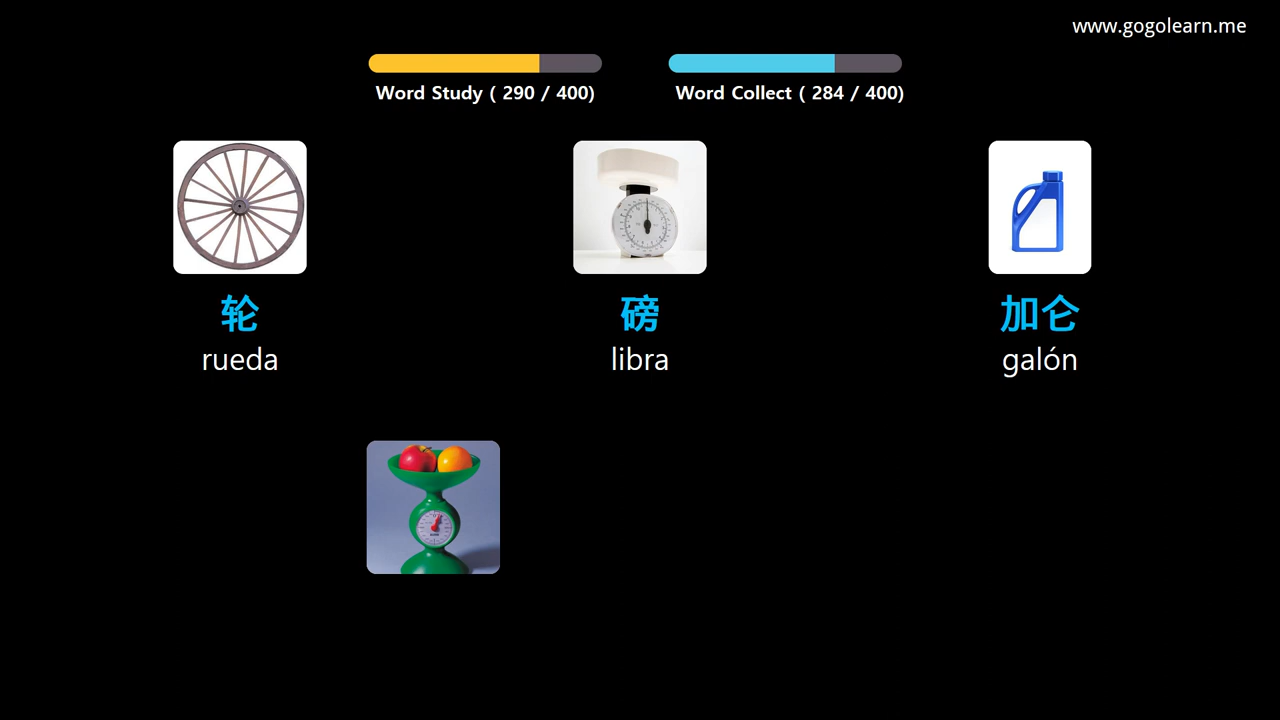 www.gogolearn.me
Word Study ( 290 / 400)
Word Collect ( 284 / 400)
轮
rueda
磅
libra
加仑
galón